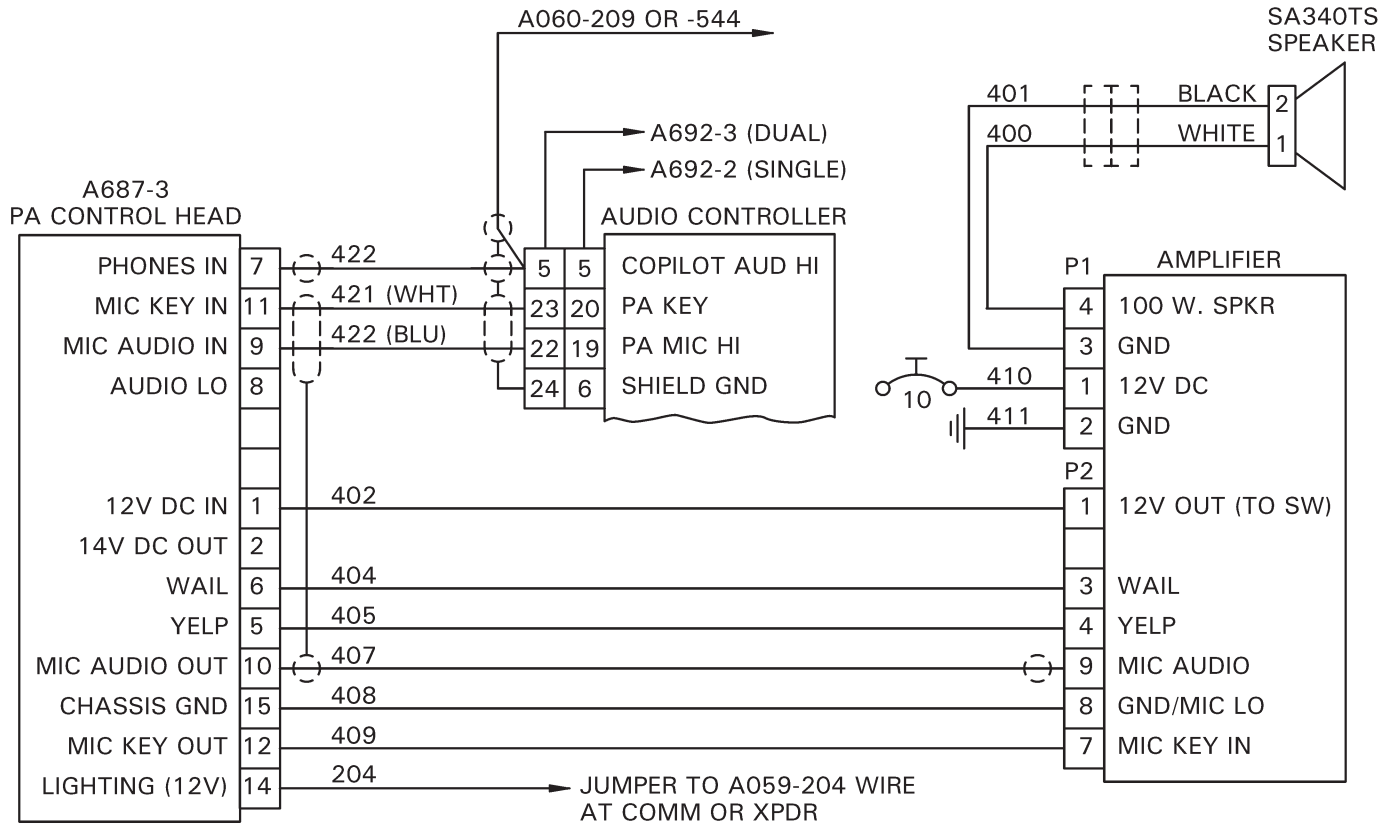 A060-209 OR -544
SA340TS
SPEAKER
401
BLACK
2
400
WHITE
1
A692-3 (DUAL)
A692-2 (SINGLE)
A687-3
PA CONTROL HEAD
AUDIO CONTROLLER
PHONES IN 7 422 5 5 COPILOT AUD HI
MIC KEY IN 11 421 (WHT) 23 20 PA KEY
MIC AUDIO IN 9 422 (BLU) 22 19 PA MIC HI
AUDIO LO 8 24 6 SHIELD GND
P1 AMPLIFIER
4 100 W. SPKR
3 GND
10 410 1 12V DC
411 2 GND
P2
12V DC IN 1 402 1 12V OUT (TO SW)
14V DC OUT 2
WAIL 6 404 3 WAIL
YELP 5 405 4 YELP
MIC AUDIO OUT 10 407 9 MIC AUDIO
CHASSIS GND 15 408 8 GND/MIC LO
MIC KEY OUT 12 409 7 MIC KEY IN
LIGHTING (12V) 14 204 JUMPER TO A059-204 WIRE
AT COMM OR XPDR